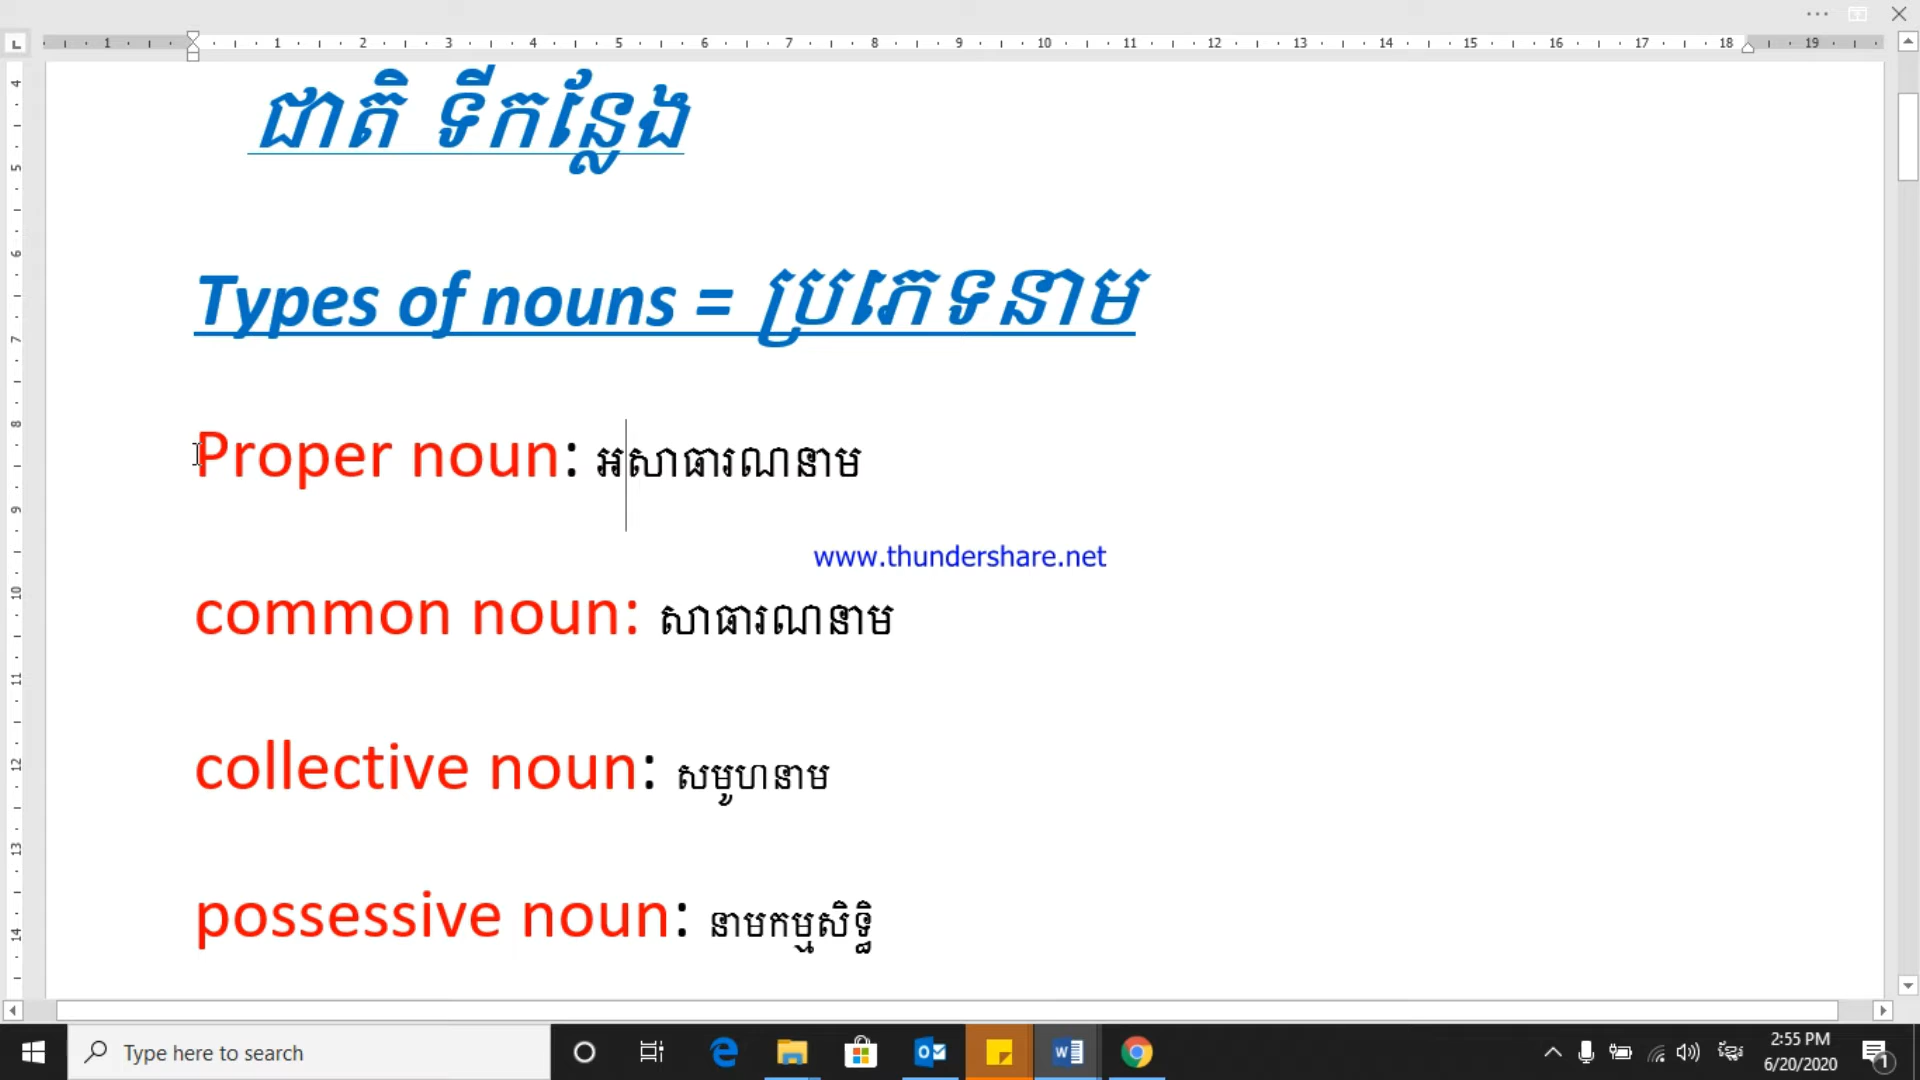 ជាតិ ទីកន្លែង
Types of nouns = ប្រភេទនាម
Proper noun: អសាធារណនាម
www.thundershare.net
common noun: សាធារណនាម
collective noun: សមូហនាម
possessive noun: នាមកម្មសិទ្ធិ
Type here to search
2:55 PM
6/20/2020